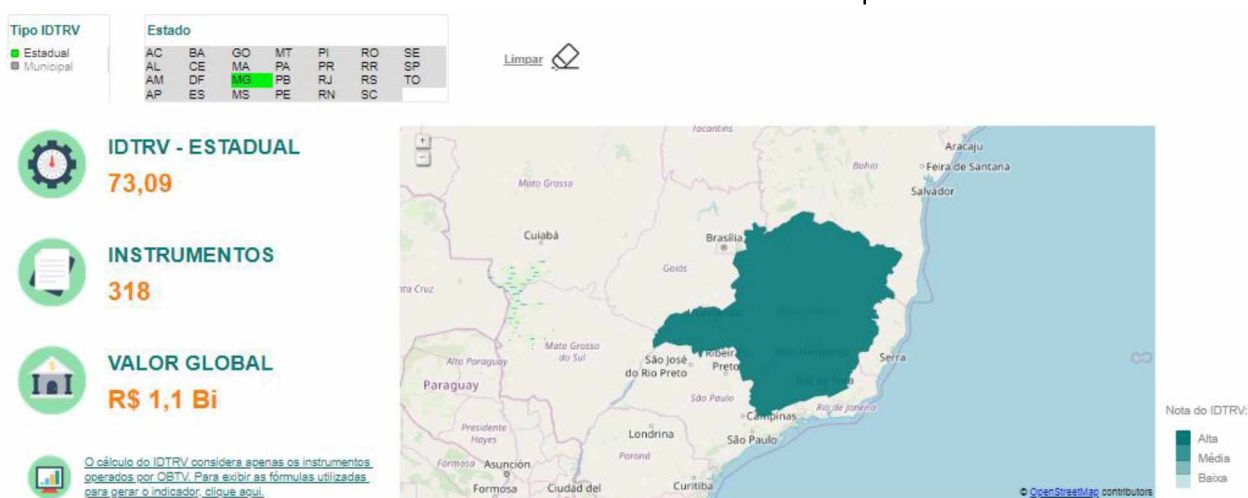 Tipo IDTRV
Estadual
Municipal
Estado
AC BA GO MT PI RO SE
AL CE MA PA PR RR SP
AM DF MG PB RJ RS TO
AP ES MS PE RN SC
Limpar
IDTRV - ESTADUAL
73,09
INSTRUMENTOS
318
VALOR GLOBAL
R$ 1,1 Bi
O cálculo do IDTRV considera apenas os instrumentos
operados por OBTV. Para exibir as fórmulas utilizadas
para gerar o indicador, clique aqui.
+
-
Tocantins
Aracaju
Bahia
Feira de Santana
Mato Grosso
Salvador
Cuiabá
Brasília
Goiás
nta Cruz
Mato Grosso
do Sul
Alto Paraguay
São José
do Rio Preto
Ribeir
Preto
Serra
Paraguay
São Paulo
Rio de Janeiro
Campinas
Presidente
Hayes
Londrina
São Paulo
Paraná
Formosa
Asunción
Formosa
Ciudad del
Curitiba
© OpenStreetMap contributors
Nota do IDTRV:
Alta
Média
Baixa